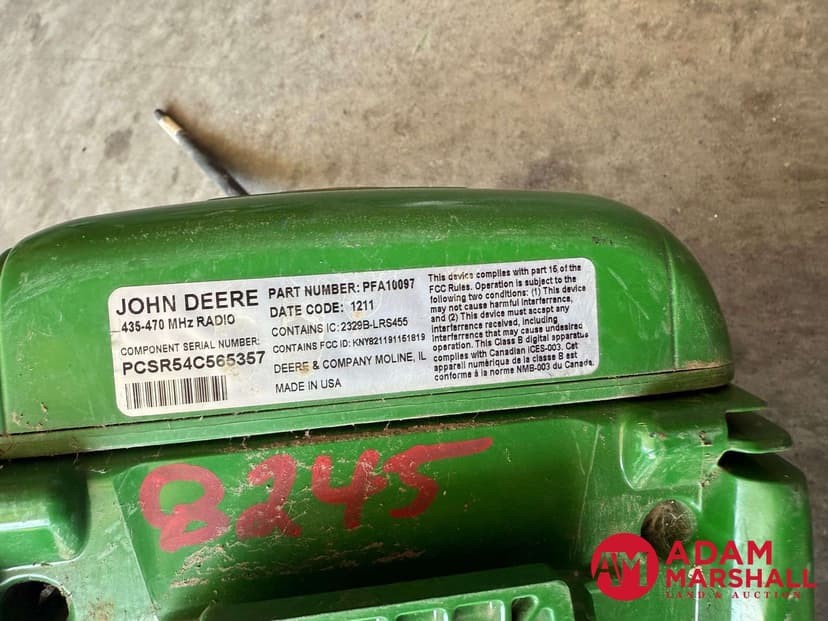 JOHN DEERE
435-470 MHz RADIO
COMPONENT SERIAL NUMBER:
PCSR54C565357
PART NUMBER: PFA10097
DATE CODE: 1211
CONTAINS IC: 2329B-LRS455
CONTAINS FCC ID: KNY821191151819
DEERE & COMPANY MOLINE, IL
MADE IN USA
This device complies with part 15 of the
FCC Rules. Operation is subject to the
following two conditions: (1) This device
may not cause harmful interferrence,
and (2) This device must accept any
interference received, including
interferrence that may cause undesired
operation. This Class B digital apparatus
complies with Canadian ICES-003. Cet
appareil numérique de la classe B est
conforme à la norme NMB-003 du Canada.
8245
AM ADAM
MARSHALL
LAND & AUCTION